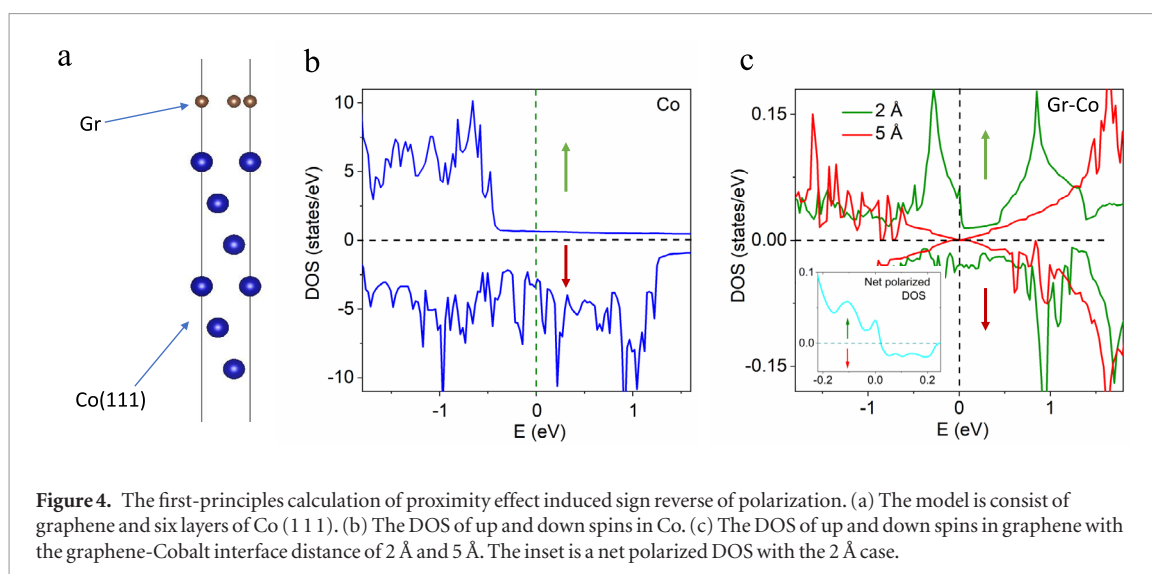 a
Gr
Co(111)
b
Co
10
5
0
-5
-10
DOS (states/eV)
-1
0
1
E (eV)
c
Gr-Co
2 Å
5 Å
0.15
0.00
-0.15
DOS (states/eV)
Net polarized
DOS
0.1
0.0
-0.2
0.0
0.2
-1
0
1
E (eV)
Figure 4. The first-principles calculation of proximity effect induced sign reverse of polarization. (a) The model is consist of
graphene and six layers of Co (1 1 1). (b) The DOS of up and down spins in Co. (c) The DOS of up and down spins in graphene with
the graphene-Cobalt interface distance of 2 Å and 5 Å. The inset is a net polarized DOS with the 2 Å case.